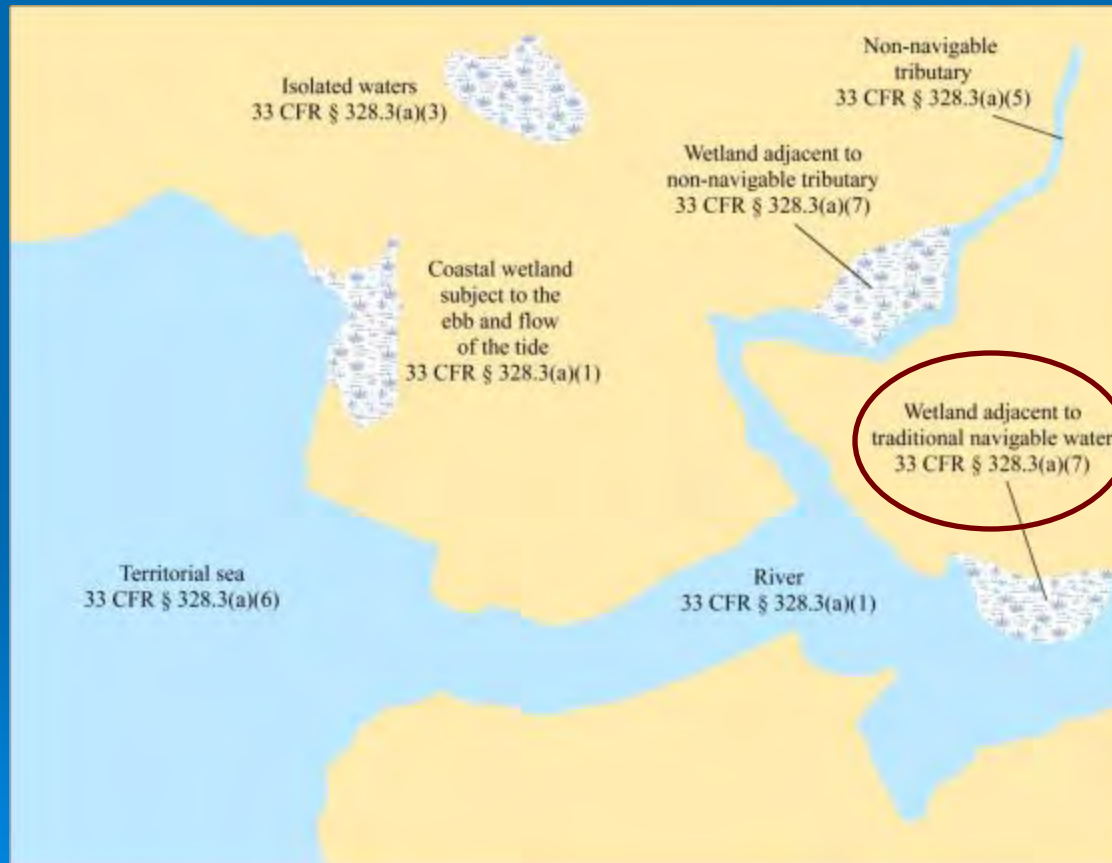 Isolated waters
33 CFR § 328.3(a)(3)
Non-navigable
tributary
33 CFR § 328.3(a)(5)
Wetland adjacent to
non-navigable tributary
33 CFR § 328.3(a)(7)
Coastal wetland
subject to the
ebb and flow
of the tide
33 CFR § 328.3(a)(1)
Wetland adjacent to
traditional navigable water
33 CFR § 328.3(a)(7)
Territorial sea
33 CFR § 328.3(a)(6)
River
33 CFR § 328.3(a)(1)